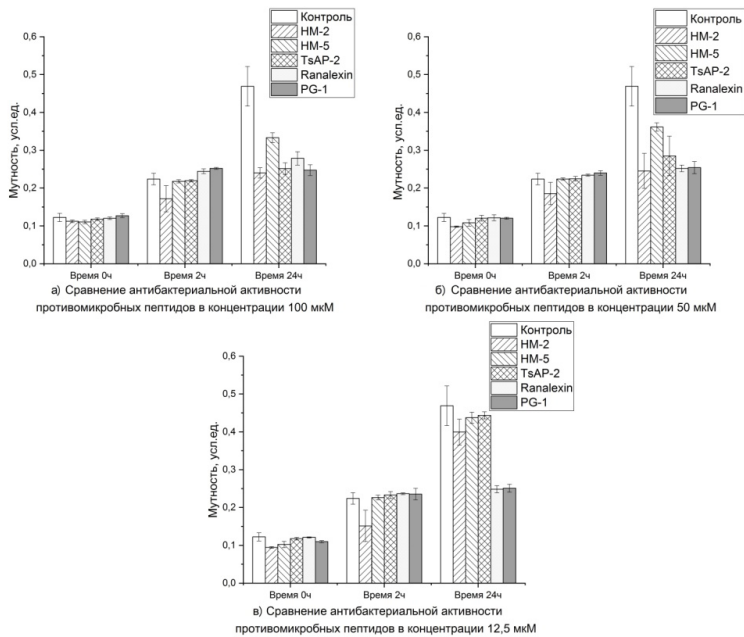 Контроль
HM-2
HM-5
TsAP-2
Ranalexin
PG-1
0,6
0,5
0,4
0,3
0,2
0,1
0,0
Мутность, усл.ед.
Время 0ч
Время 2ч
Время 24ч
а) Сравнение антибактериальной активности
противомикробных пептидов в концентрации 100 мкМ
Контроль
HM-2
HM-5
TsAP-2
Ranalexin
PG-1
0,6
0,5
0,4
0,3
0,2
0,1
0,0
Мутность, усл.ед.
Время 0ч
Время 2ч
Время 24ч
б) Сравнение антибактериальной активности
противомикробных пептидов в концентрации 50 мкМ
Контроль
HM-2
HM-5
TsAP-2
Ranalexin
PG-1
0,6
0,5
0,4
0,3
0,2
0,1
0,0
Мутность, усл.ед.
Время 0ч
Время 2ч
Время 24ч
в) Сравнение антибактериальной активности
противомикробных пептидов в концентрации 12,5 мкМ